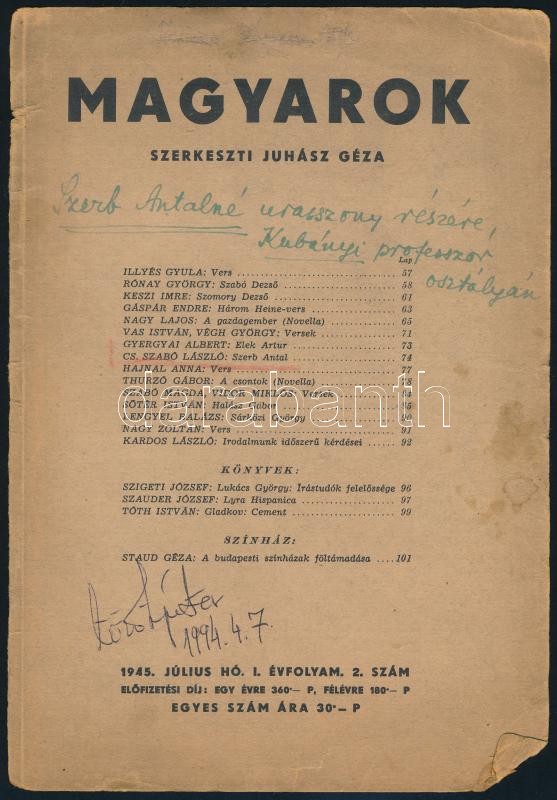 MAGYAROK
SZERKESZTI JUHÁSZ GÉZA
Szerb Antalné urasszony részére,
Kubányi professzor
osztályán
Lap
ILLYÉS GYULA: Vers .......... 57
RÓNAY GYÖRGY: Szabó Dezső .......... 58
KESZI IMRE: Szomory Dezső .......... 61
GÁSPÁR ENDRE: Három Heine-vers .......... 63
NAGY LAJOS: A gazdagember (Novella) .......... 65
VAS ISTVÁN, VÉGH GYÖRGY: Versek .......... 71
GYERGYAI ALBERT: Elek Artur .......... 73
CS. SZABÓ LÁSZLÓ: Szerb Antal .......... 74
HAJNAL ANNA: Vers .......... 77
THURZÓ GÁBOR: A csontok (Novella) .......... 78
SZABÓ MAGDA, VIDOR MIKLÓS: Versek .......... 84
SŐTÉR ISTVÁN: Halász Gábor .......... 85
LENGYEL BALÁZS: Sárközi György .......... 90
NAGY ZOLTÁN: Vers .......... 91
KARDOS LÁSZLÓ: Irodalmunk időszerű kérdései ...... 92
darabanth
KÖNYVEK:
SZIGETI JÓZSEF: Lukács György: Írástudók felelőssége 96
SZAUDER JÓZSEF: Lyra Hispanica .......... 97
TÓTH ISTVÁN: Gladkov: Cement .......... 99
SZÍNHÁZ:
STAUD GÉZA: A budapesti színházak föltámadása ....101
1994.4.7.
1945. JÚLIUS HÓ. I. ÉVFOLYAM. 2. SZÁM
ELŐFIZETÉSI DÍJ: EGY ÉVRE 360·— P, FÉLÉVRE 180·— P
EGYES SZÁM ÁRA 30·— P